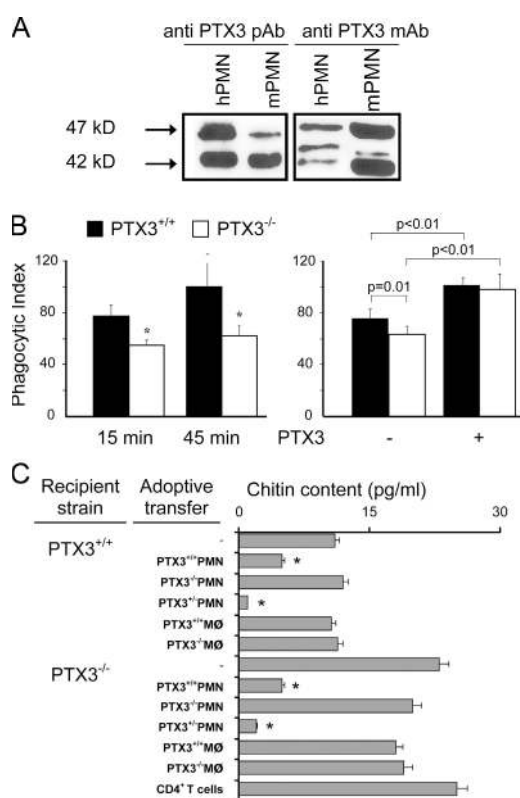 A
anti PTX3 pAb
anti PTX3 mAb
hPMN
mPMN
hPMN
mPMN
47 kD
42 kD
B
PTX3+/+
PTX3-/-
Phagocytic Index
120
80
40
0
15 min
45 min
*
*
120
80
40
0
p<0.01
p<0.01
p=0.01
PTX3
-
+
C
Recipient strain
Adoptive transfer
Chitin content (pg/ml)
0
15
30
PTX3+/+
-
PTX3+/+PMN *
PTX3-/-PMN
PTX3+/-PMN *
PTX3+/+MØ
PTX3-/-MØ
PTX3-/-
-
PTX3+/+PMN *
PTX3-/-PMN
PTX3+/-PMN *
PTX3+/+MØ
PTX3-/-MØ
CD4+ T cells